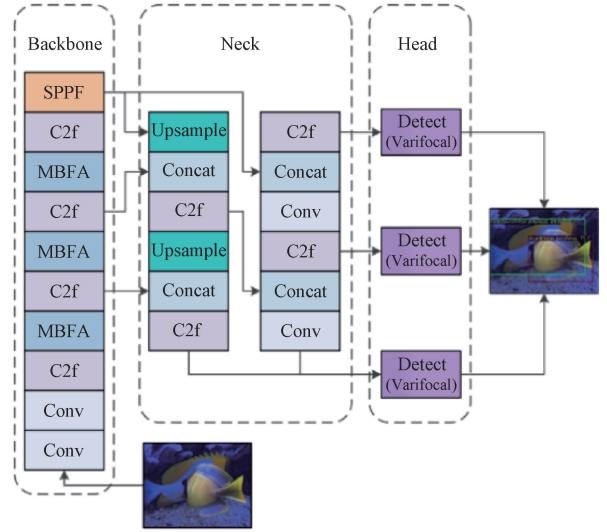 Backbone
Neck
Head
SPPF
C2f
MBFA
C2f
MBFA
C2f
MBFA
C2f
Conv
Conv
Upsample
Concat
C2f
Upsample
Concat
C2f
C2f
Concat
Conv
C2f
Concat
Conv
Detect
(Varifocal)
Detect
(Varifocal)
Detect
(Varifocal)